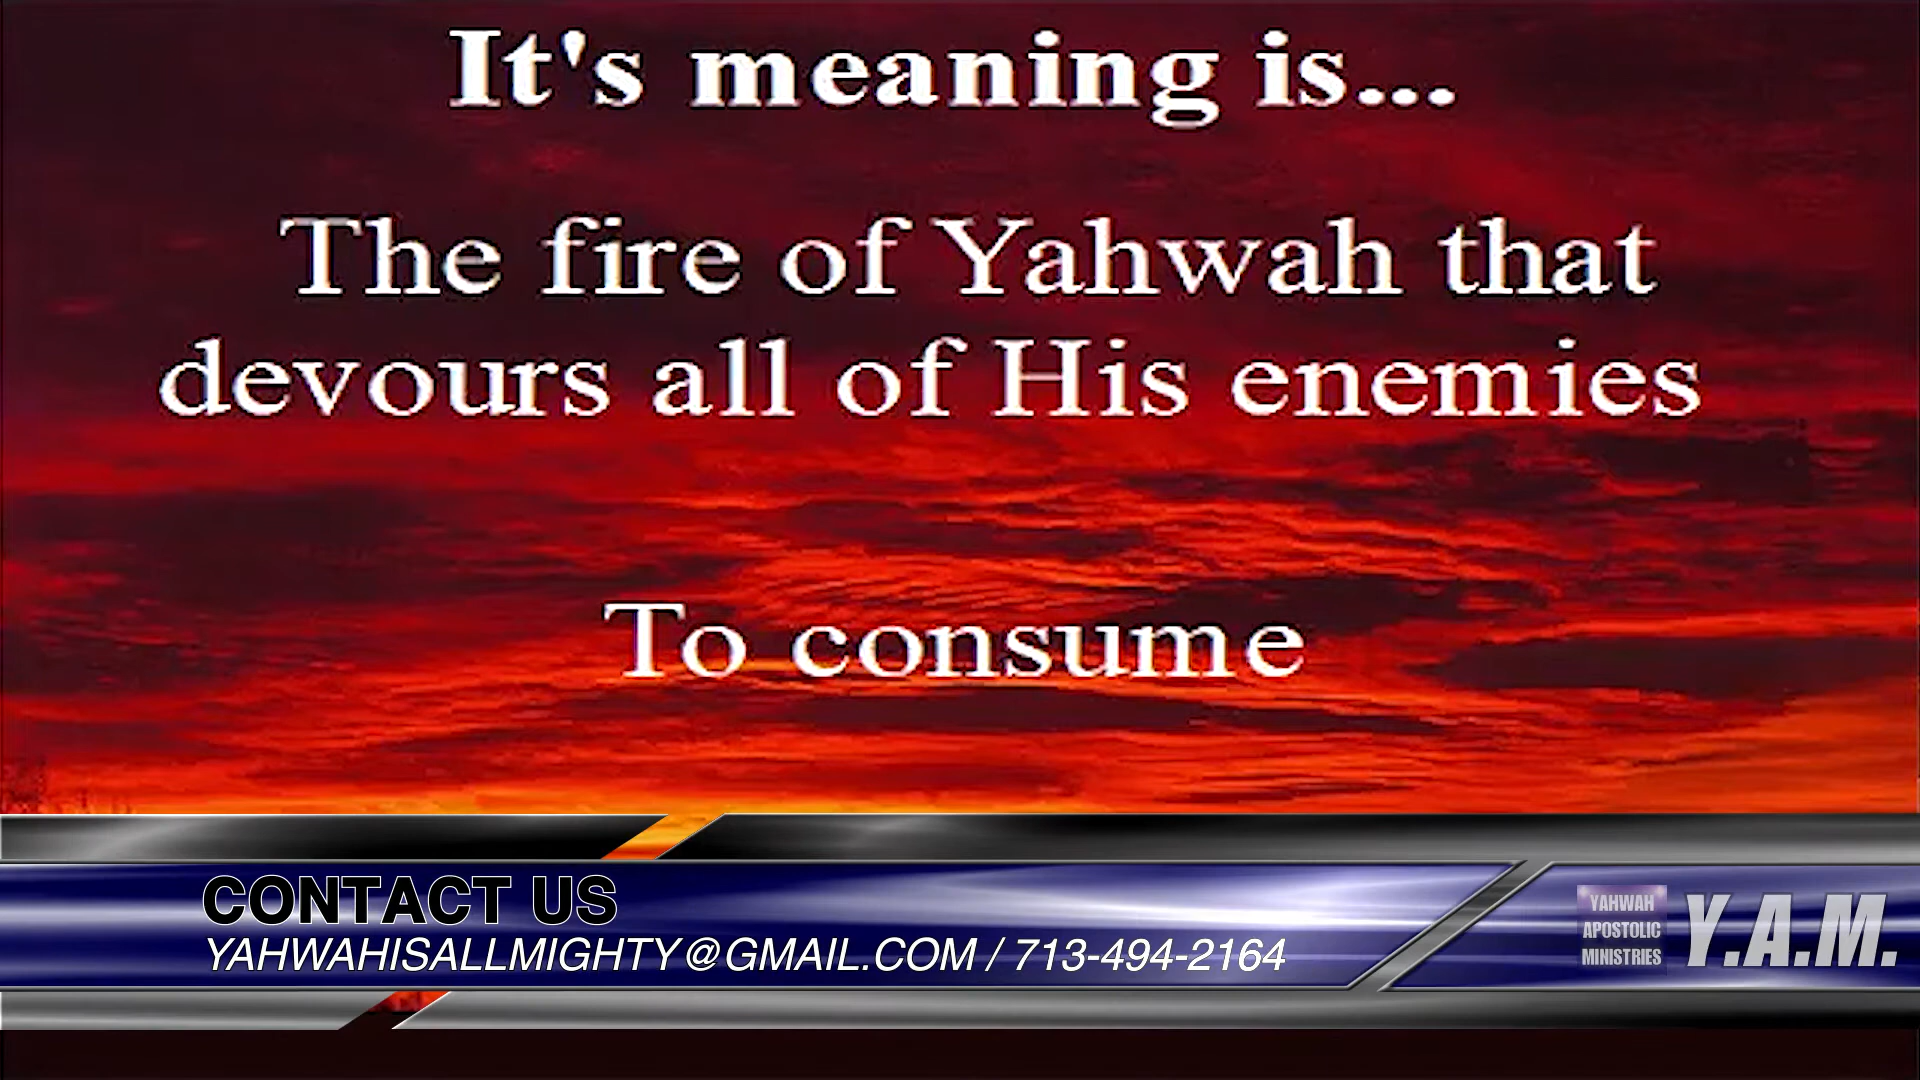 It's meaning is...
The fire of Yahwah that
devours all of His enemies
To consume
CONTACT US
YAHWAHISALLMIGHTY@GMAIL.COM / 713-494-2164
YAHWAH
APOSTOLIC
MINISTRIES
Y.A.M.